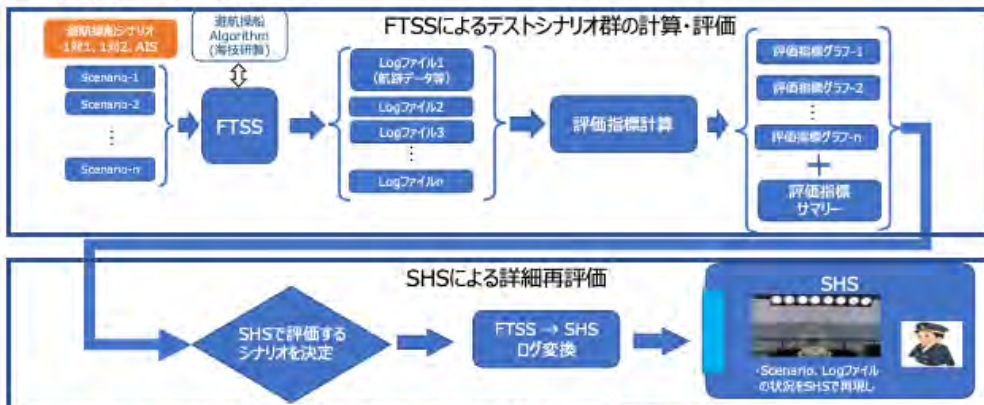 FTSSによるテストシナリオ群の計算・評価
避航操船シナリオ
1対1、1対2、AIS
Scenario-1
Scenario-2
⋮
Scenario-n
避航操船
Algorithm
(海技研製)
FTSS
Logファイル1
(航跡データ等)
Logファイル2
Logファイル3
⋮
Logファイルn
評価指標計算
評価指標グラフ-1
評価指標グラフ-2
⋮
評価指標グラフ-n
+
評価指標
サマリー
SHSによる詳細再評価
SHSで評価する
シナリオを決定
FTSS → SHS
ログ変換
SHS
・Scenario、Logファイル
の状況をSHSで再現し